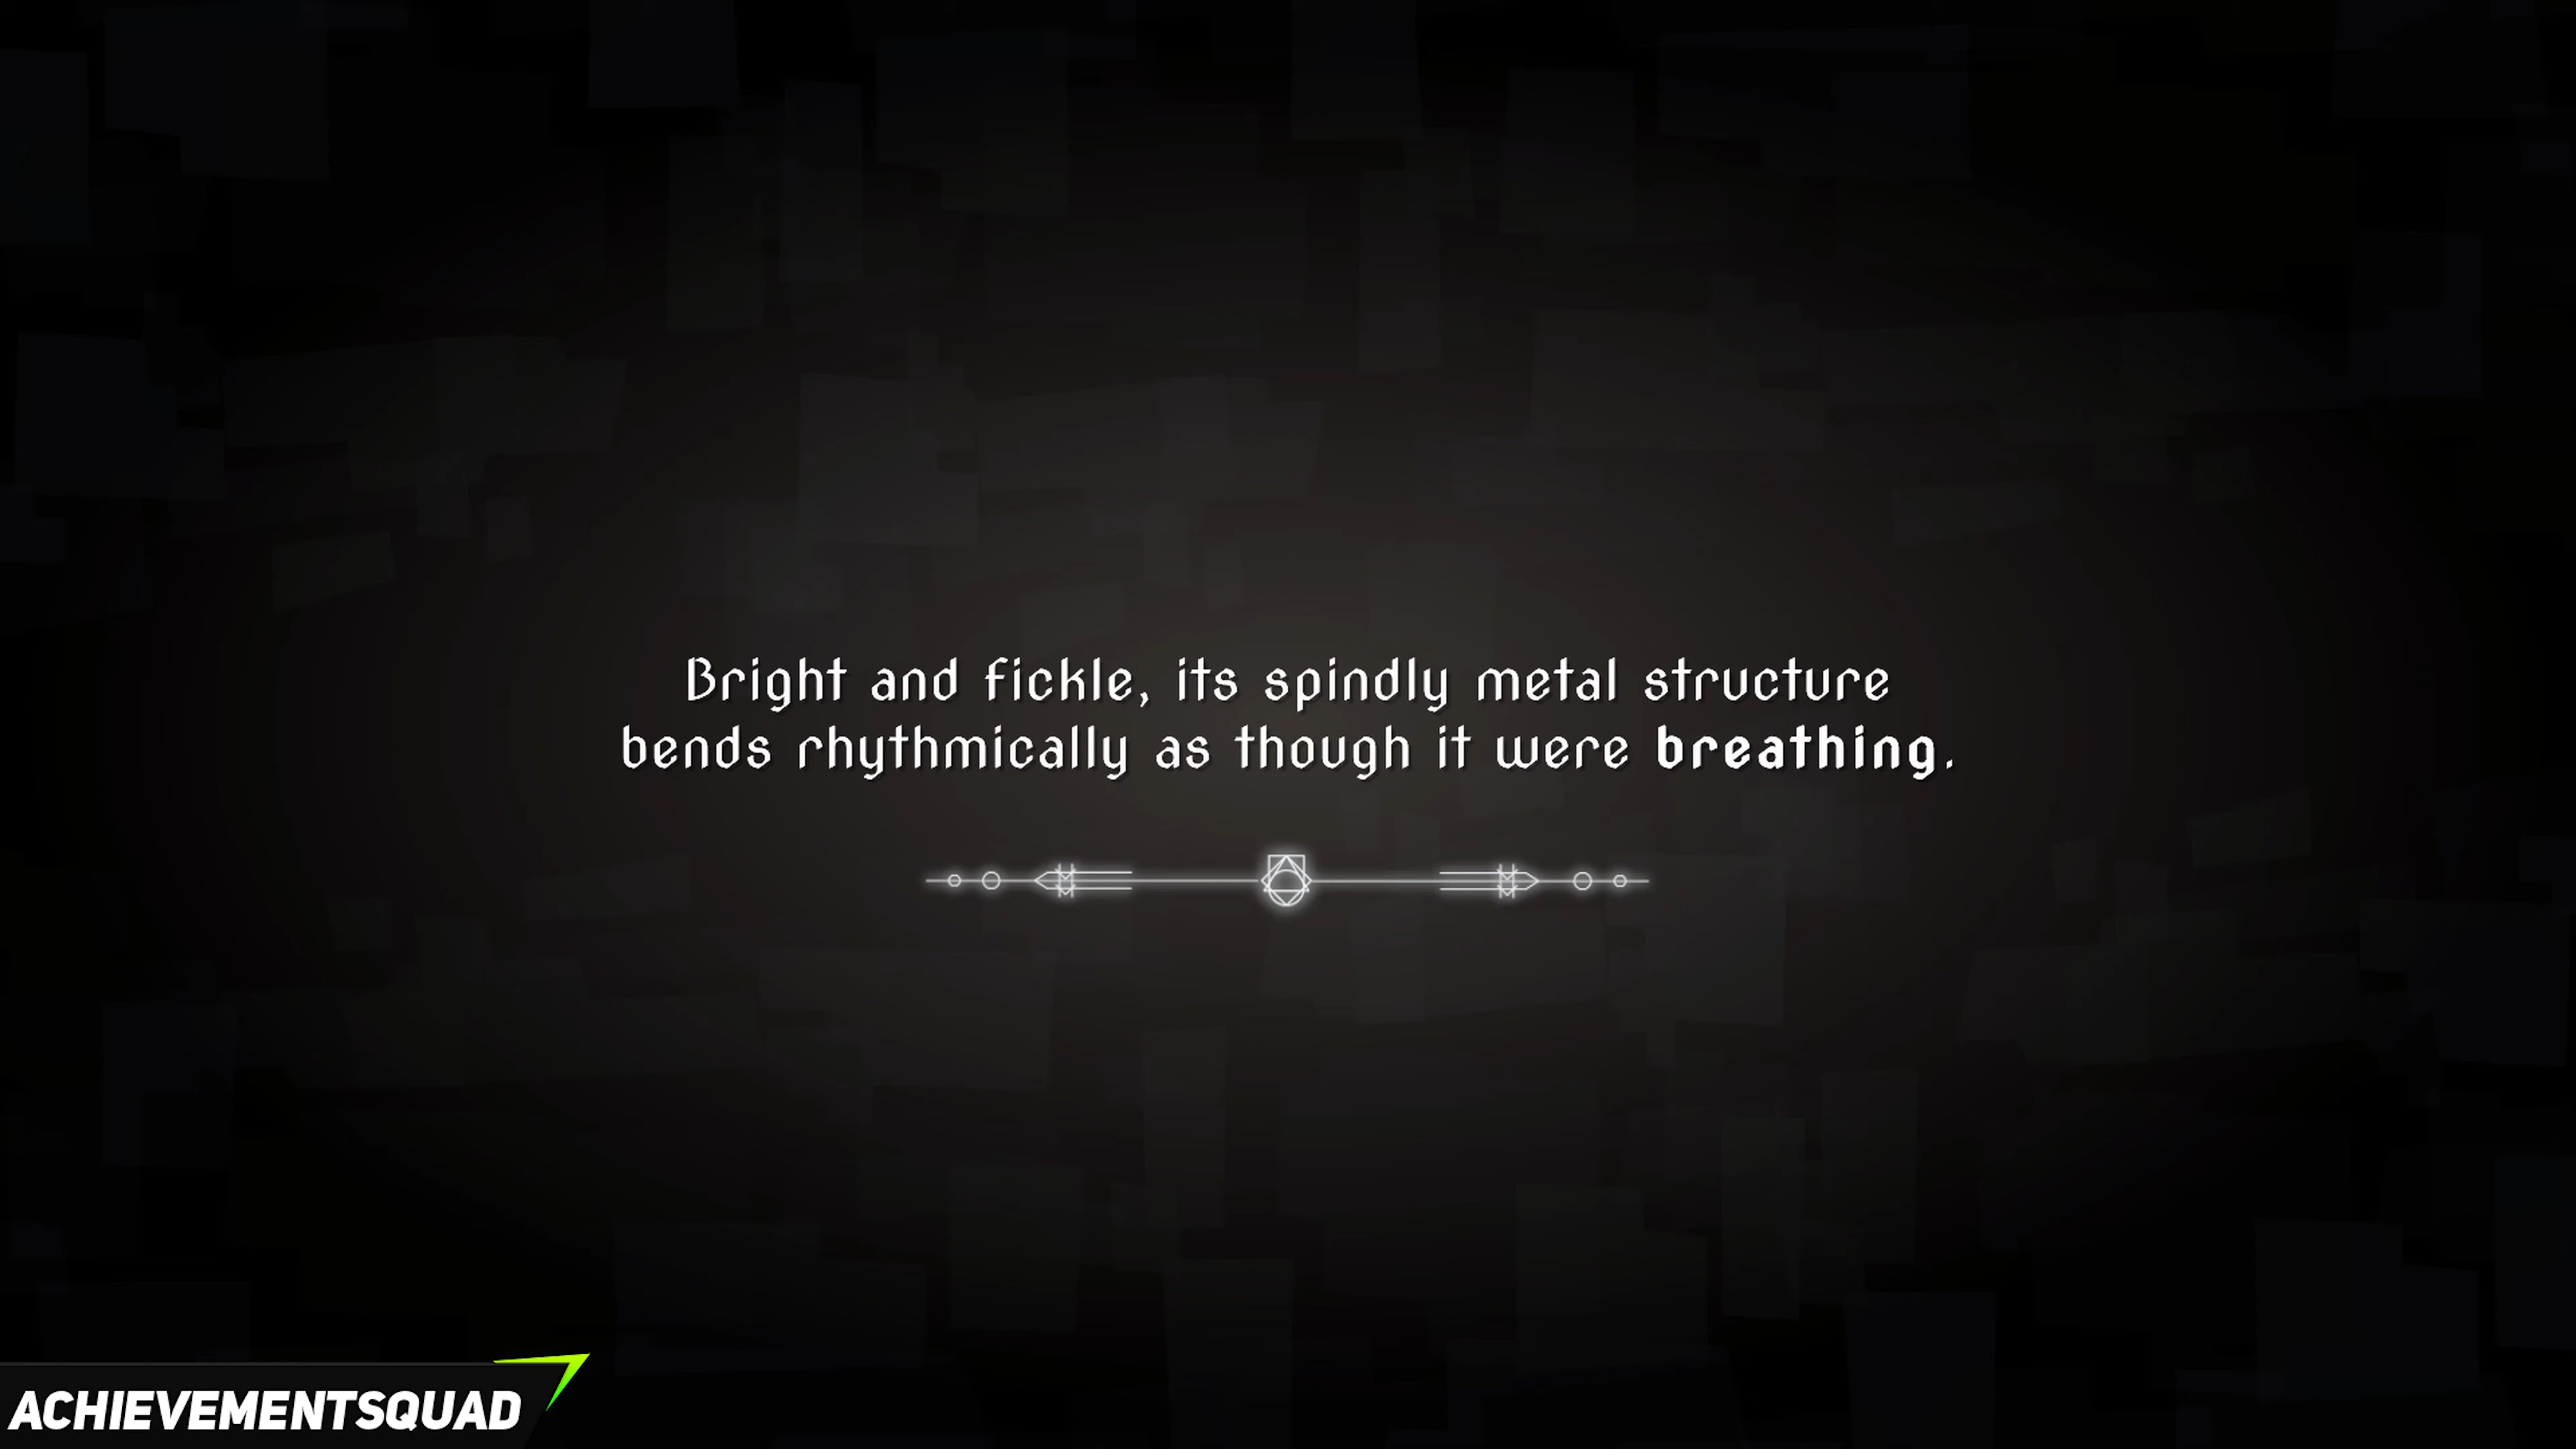 Bright and fickle, its spindly metal structure
bends rhythmically as though it were breathing.
ACHIEVEMENTSQUAD